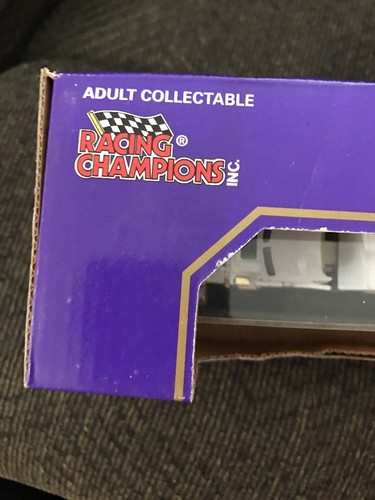 ADULT COLLECTABLE
RACING ®
CHAMPIONS INC.